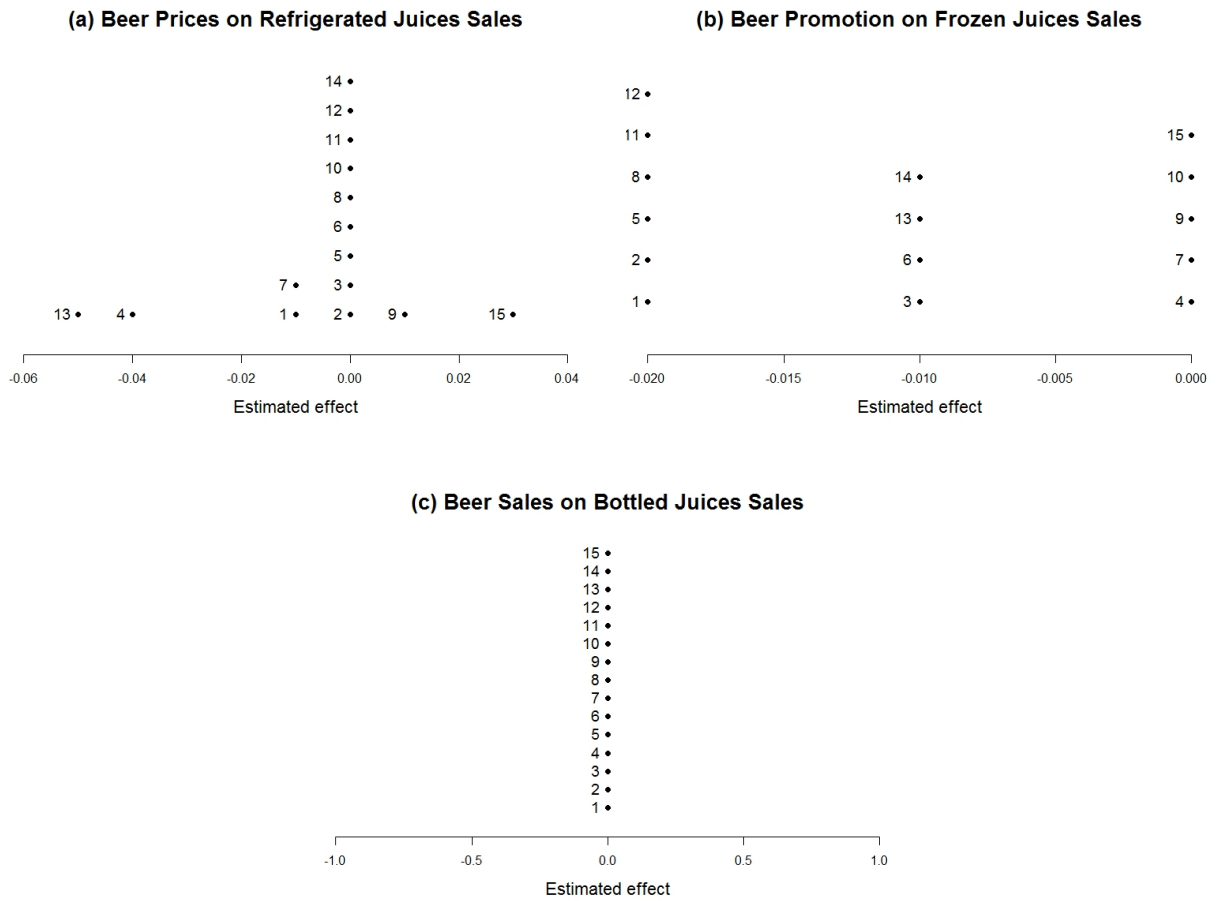 (a) Beer Prices on Refrigerated Juices Sales
14
12
11
10
8
6
5
7 3
13 4 1 2 9 15
-0.06 -0.04 -0.02 0.00 0.02 0.04
Estimated effect
(b) Beer Promotion on Frozen Juices Sales
12
11 15
8 14 10
5 13 9
2 6 7
1 3 4
-0.020 -0.015 -0.010 -0.005 0.000
Estimated effect
(c) Beer Sales on Bottled Juices Sales
15
14
13
12
11
10
9
8
7
6
5
4
3
2
1
-1.0 -0.5 0.0 0.5 1.0
Estimated effect